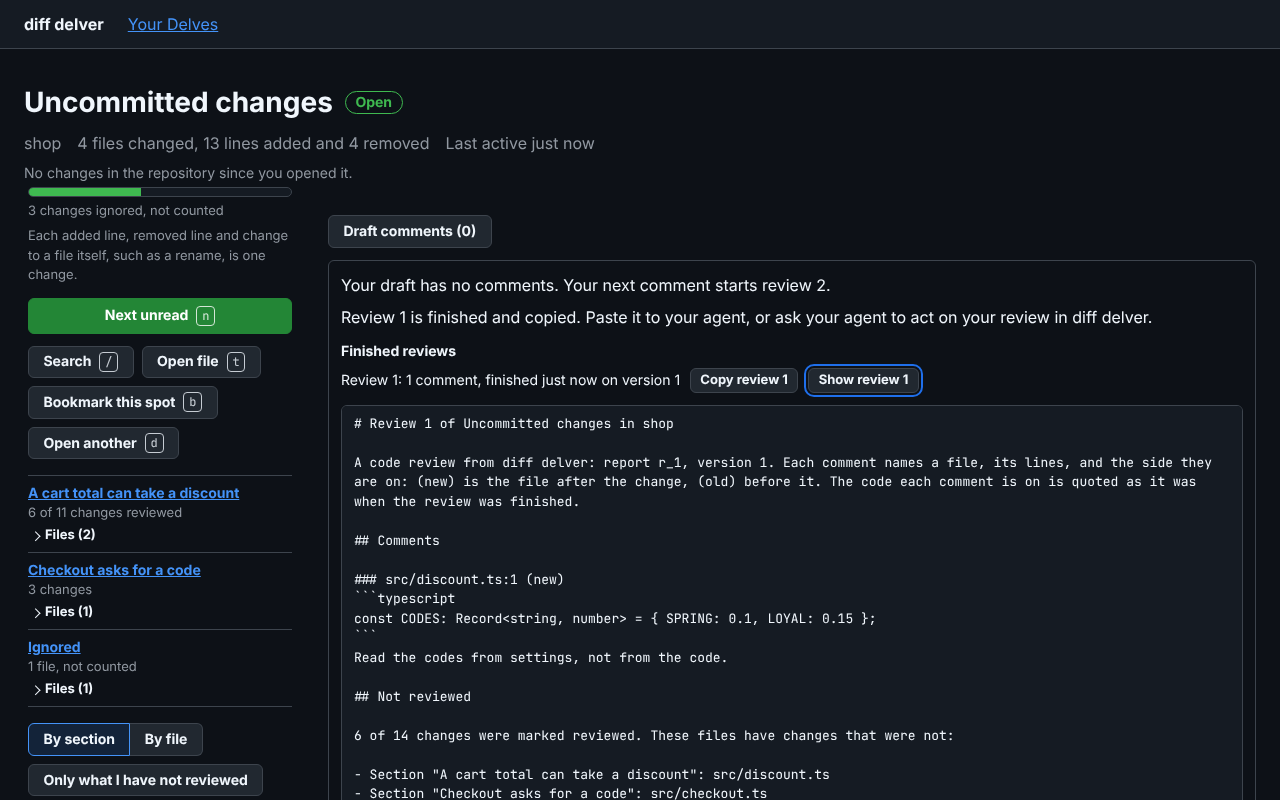 diff delver Your Delves
Uncommitted changes Open
shop 4 files changed, 13 lines added and 4 removed Last active just now
No changes in the repository since you opened it.
3 changes ignored, not counted
Each added line, removed line and change
to a file itself, such as a rename, is one
change.
Next unread n
Search / Open file t
Bookmark this spot b
Open another d
A cart total can take a discount
6 of 11 changes reviewed
Files (2)
Checkout asks for a code
3 changes
Files (1)
Ignored
1 file, not counted
Files (1)
By section By file
Only what I have not reviewed
Draft comments (0)
Your draft has no comments. Your next comment starts review 2.
Review 1 is finished and copied. Paste it to your agent, or ask your agent to act on your review in diff delver.
Finished reviews
Review 1: 1 comment, finished just now on version 1 Copy review 1 Show review 1
# Review 1 of Uncommitted changes in shop
A code review from diff delver: report r_1, version 1. Each comment names a file, its lines, and the side they
are on: (new) is the file after the change, (old) before it. The code each comment is on is quoted as it was
when the review was finished.
## Comments
### src/discount.ts:1 (new)
```typescript
const CODES: Record<string, number> = { SPRING: 0.1, LOYAL: 0.15 };
```
Read the codes from settings, not from the code.
## Not reviewed
6 of 14 changes were marked reviewed. These files have changes that were not:
- Section "A cart total can take a discount": src/discount.ts
- Section "Checkout asks for a code": src/checkout.ts